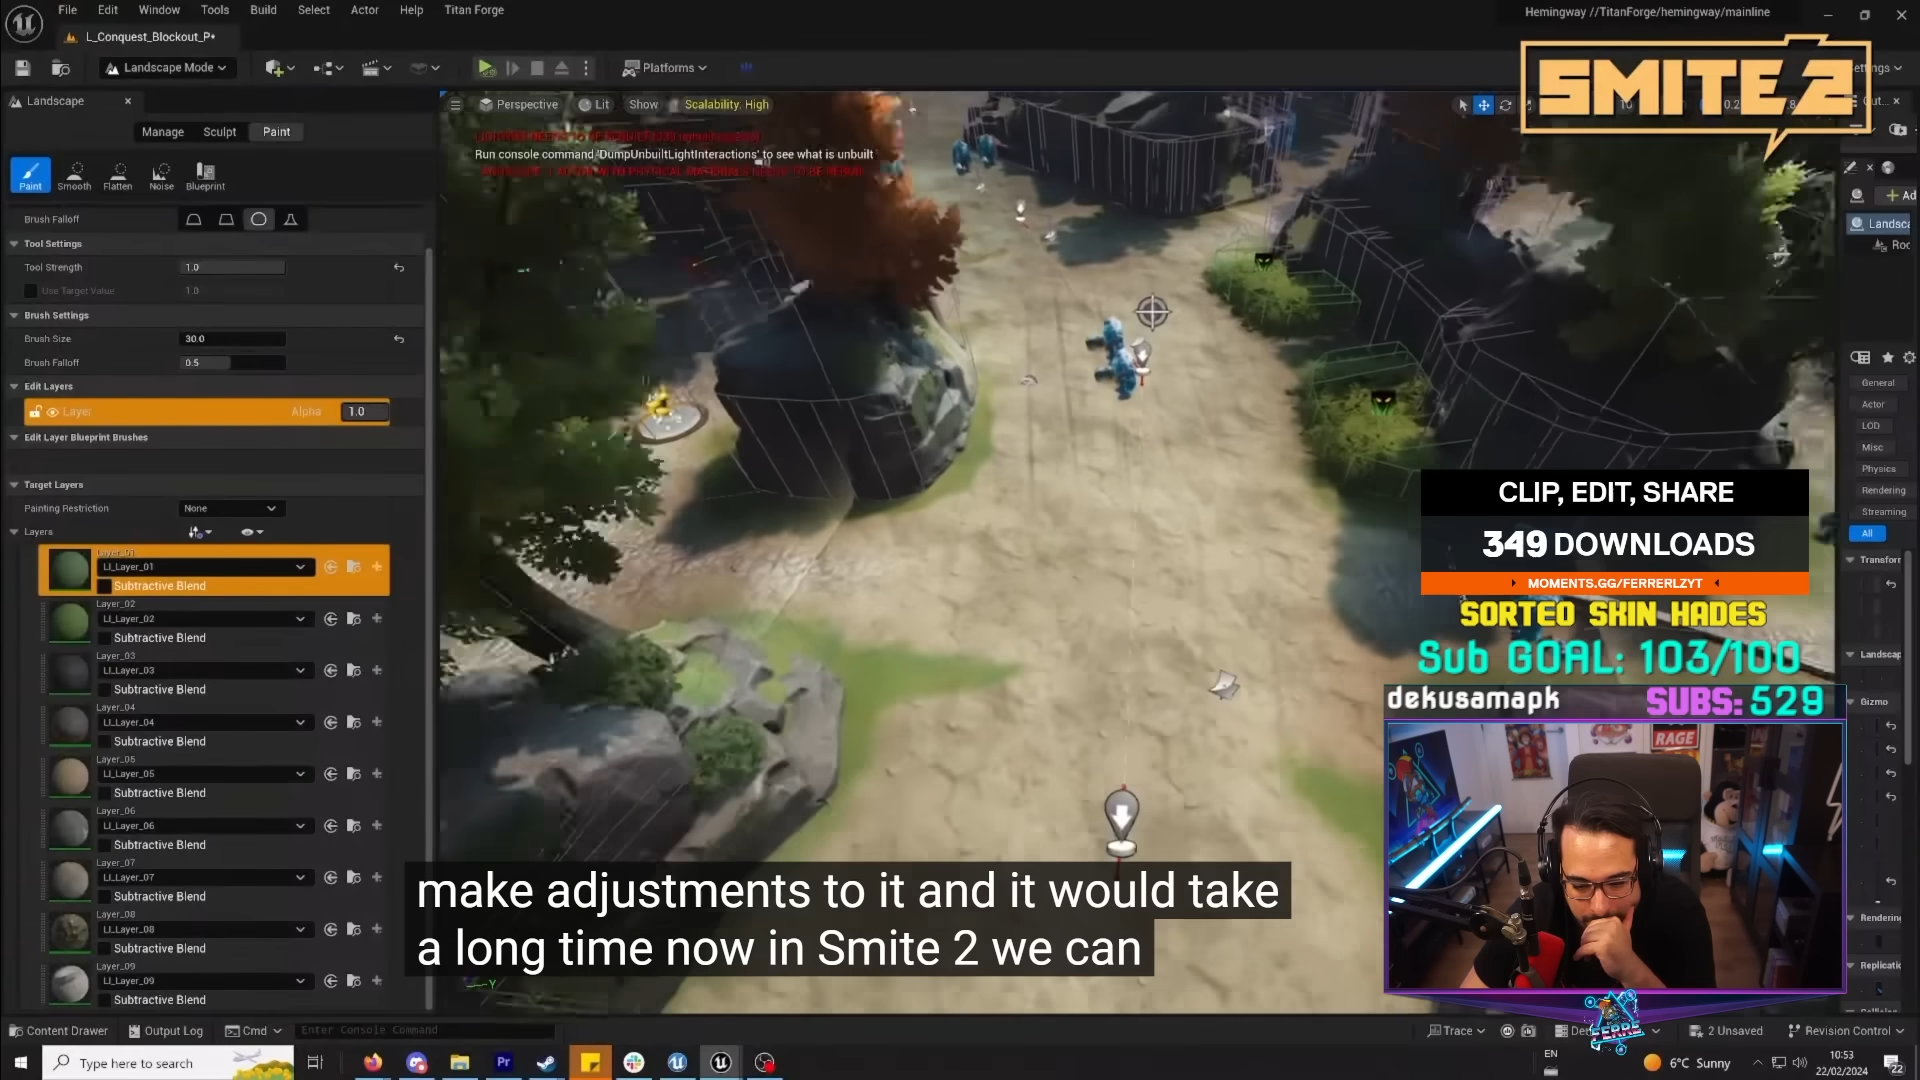 File Edit Window Tools Build Select Actor Help Titan Forge
Hemingway //TitanForge/hemingway/mainline
L_Conquest_Blockout_P*
Landscape Mode
Platforms
Landscape
Manage Sculpt Paint
Paint Smooth Flatten Noise Blueprint
Brush Falloff
Tool Settings
Tool Strength 1.0
Use Target Value 1.0
Brush Settings
Brush Size 30.0
Brush Falloff 0.5
Edit Layers
Layer Alpha 1.0
Edit Layer Blueprint Brushes
Target Layers
Painting Restriction None
Layers
Layer_01
LI_Layer_01
Subtractive Blend
Layer_02
LI_Layer_02
Subtractive Blend
Layer_03
LI_Layer_03
Subtractive Blend
Layer_04
LI_Layer_04
Subtractive Blend
Layer_05
LI_Layer_05
Subtractive Blend
Layer_06
LI_Layer_06
Subtractive Blend
Layer_07
LI_Layer_07
Subtractive Blend
Layer_08
LI_Layer_08
Subtractive Blend
Layer_09
LI_Layer_09
Subtractive Blend
Perspective Lit Show Scalability: High
Run console command 'DumpUnbuiltLightInteractions' to see what is unbuilt
SMITE 2
General
Actor
LOD
Misc
Physics
Rendering
Streaming
All
Gizmo
CLIP, EDIT, SHARE
349 DOWNLOADS
MOMENTS.GG/FERRERLZYT
SORTEO SKIN HADES
Sub GOAL: 103/100
dekusamapk SUBS: 529
RAGE
make adjustments to it and it would take
a long time now in Smite 2 we can
FERRE
Content Drawer Output Log Cmd Enter Console Command
Trace 2 Unsaved Revision Control
Type here to search
EN
6°C Sunny
10:53
22/02/2024
22